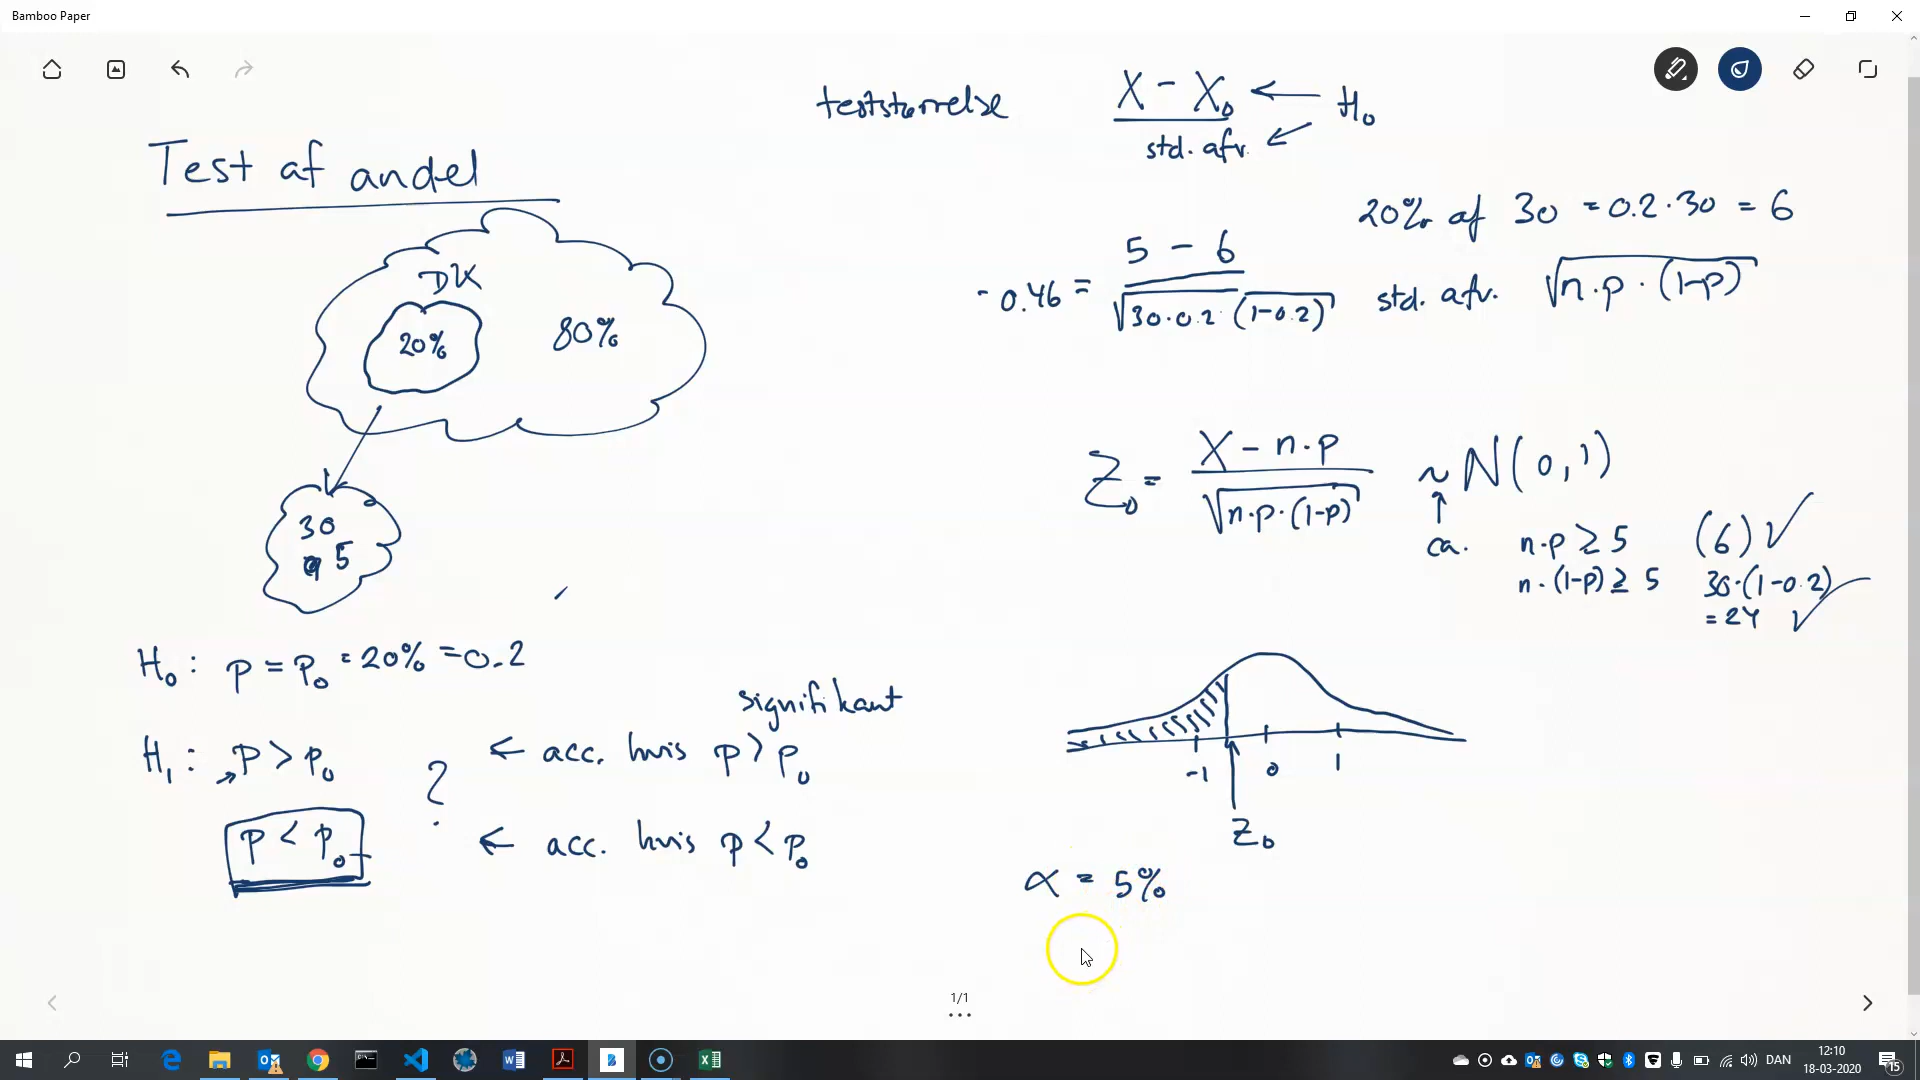 Bamboo Paper
teststørrelse
X - X₀ ← H₀
std. afv.
Test af andel
20% af 30 = 0.2·30 = 6
-0.46 = (5 - 6) / √(30·0.2·(1-0.2))
std. afv. √(n·p·(1-p))
DK
20%
80%
30
5
Z₀ = (X - n·p) / √(n·p·(1-p)) ~ N(0,1)
↑
ca.
n·p ≥ 5 (6) ✓
n·(1-p) ≥ 5 30·(1-0.2)
= 24 ✓
H₀: p = p₀ = 20% = 0.2
signifikant
H₁: p > p₀
← acc. hvis p > p₀
?
p < p₀
← acc. hvis p < p₀
-1 0 1
Z₀
α = 5%
1/1
DAN
12:10
18-03-2020
15